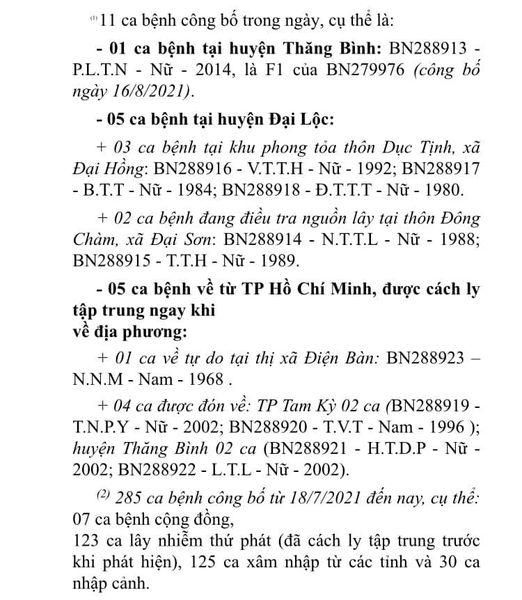 (1) 11 ca bệnh công bố trong ngày, cụ thể là:
- 01 ca bệnh tại huyện Thăng Bình: BN288913 -
P.L.T.N - Nữ - 2014, là F1 của BN279976 (công bố
ngày 16/8/2021).
- 05 ca bệnh tại huyện Đại Lộc:
+ 03 ca bệnh tại khu phong tỏa thôn Dục Tịnh, xã
Đại Hồng: BN288916 - V.T.T.H - Nữ - 1992; BN288917
- B.T.T - Nữ - 1984; BN288918 - Đ.T.T.T - Nữ - 1980.
+ 02 ca bệnh đang điều tra nguồn lây tại thôn Đông
Chàm, xã Đại Sơn: BN288914 - N.T.T.L - Nữ - 1988;
BN288915 - T.T.H - Nữ - 1989.
- 05 ca bệnh về từ TP Hồ Chí Minh, được cách ly
tập trung ngay khi
về địa phương:
+ 01 ca về tự do tại thị xã Điện Bàn: BN288923 –
N.N.M - Nam - 1968 .
+ 04 ca được đón về: TP Tam Kỳ 02 ca (BN288919 -
T.N.P.Y - Nữ - 2002; BN288920 - T.V.T - Nam - 1996 );
huyện Thăng Bình 02 ca (BN288921 - H.T.D.P - Nữ -
2002; BN288922 - L.T.L - Nữ - 2002).
(2) 285 ca bệnh công bố từ 18/7/2021 đến nay, cụ thể:
07 ca bệnh cộng đồng,
123 ca lây nhiễm thứ phát (đã cách ly tập trung trước
khi phát hiện), 125 ca xâm nhập từ các tỉnh và 30 ca
nhập cảnh.